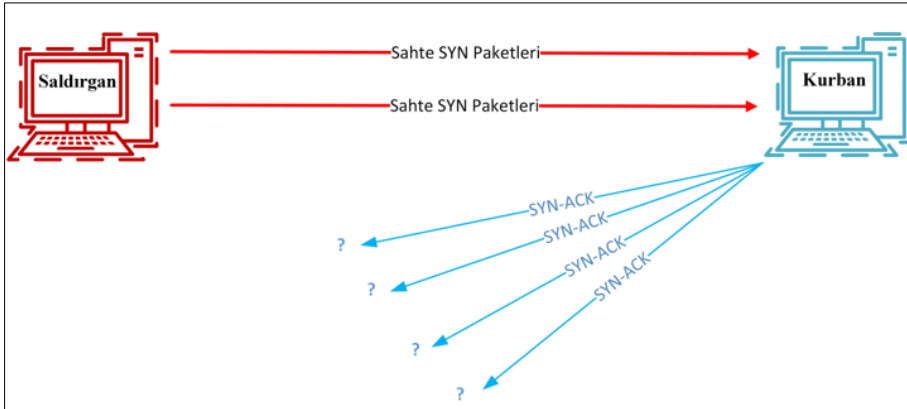 Saldırgan
Sahte SYN Paketleri
Kurban
Sahte SYN Paketleri
SYN-ACK
SYN-ACK
SYN-ACK
SYN-ACK
?
?
?
?